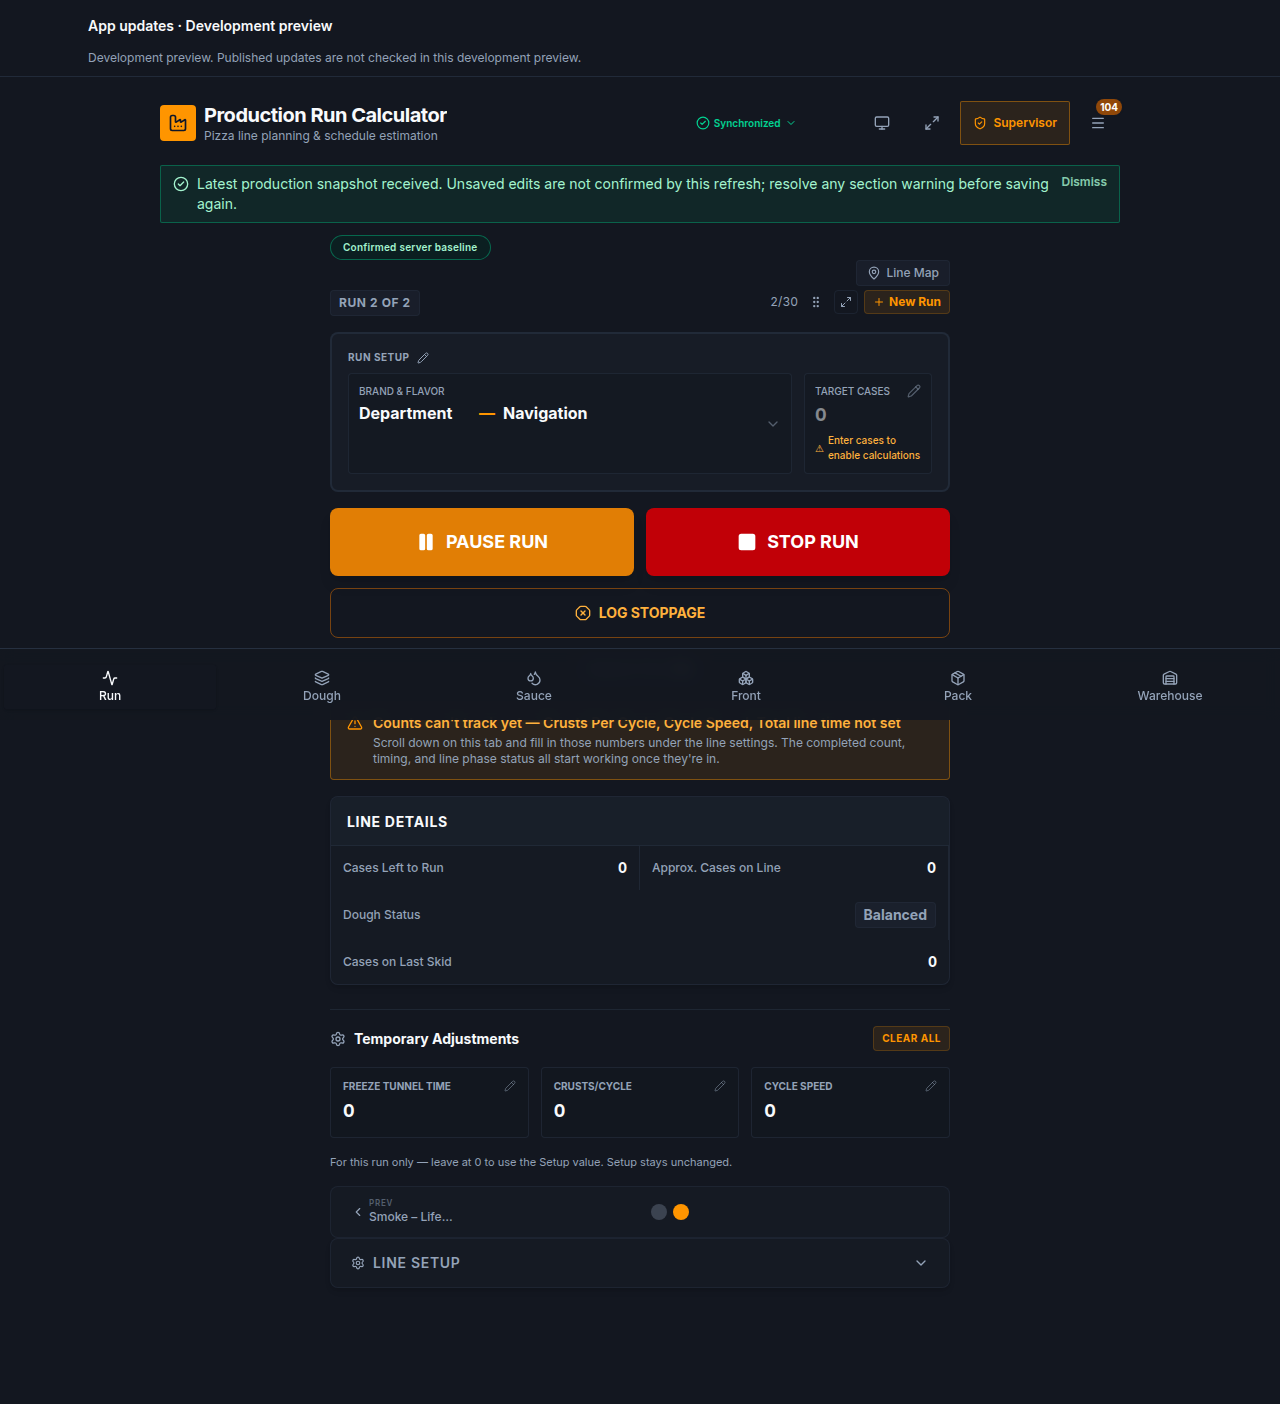 App updates · Development preview
Development preview. Published updates are not checked in this development preview.
Production Run Calculator
Pizza line planning & schedule estimation
Synchronized
Supervisor
104
Latest production snapshot received. Unsaved edits are not confirmed by this refresh; resolve any section warning before saving again.
Dismiss
Confirmed server baseline
Line Map
RUN 2 OF 2
2/30
+ New Run
RUN SETUP
BRAND & FLAVOR
Department — Navigation
TARGET CASES
0
⚠ Enter cases to
enable calculations
PAUSE RUN
STOP RUN
LOG STOPPAGE
Run
Dough
Sauce
Front
Pack
Warehouse
Counts can't track yet — Crusts Per Cycle, Cycle Speed, Total line time not set
Scroll down on this tab and fill in those numbers under the line settings. The completed count,
timing, and line phase status all start working once they're in.
LINE DETAILS
Cases Left to Run 0
Approx. Cases on Line 0
Dough Status Balanced
Cases on Last Skid 0
Temporary Adjustments
CLEAR ALL
FREEZE TUNNEL TIME
0
CRUSTS/CYCLE
0
CYCLE SPEED
0
For this run only — leave at 0 to use the Setup value. Setup stays unchanged.
PREV
Smoke – Life...
LINE SETUP